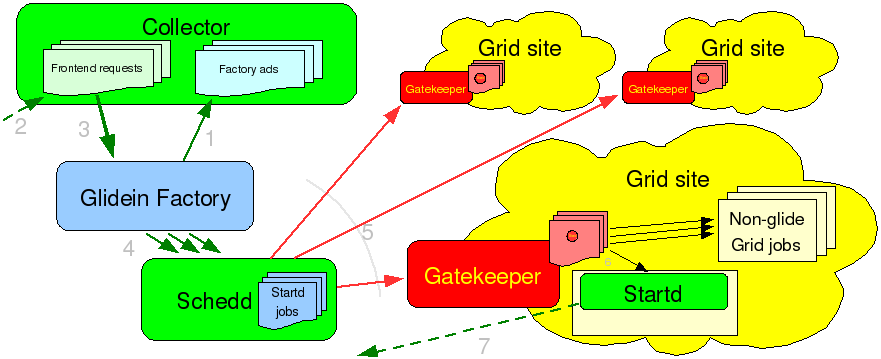 Collector
Frontend requests
Factory ads
Grid site
Gatekeeper
Grid site
Gatekeeper
2
3
1
Glidein Factory
4
5
Grid site
Non-glide
Grid jobs
Gatekeeper
6
Schedd
Startd
jobs
Startd
7